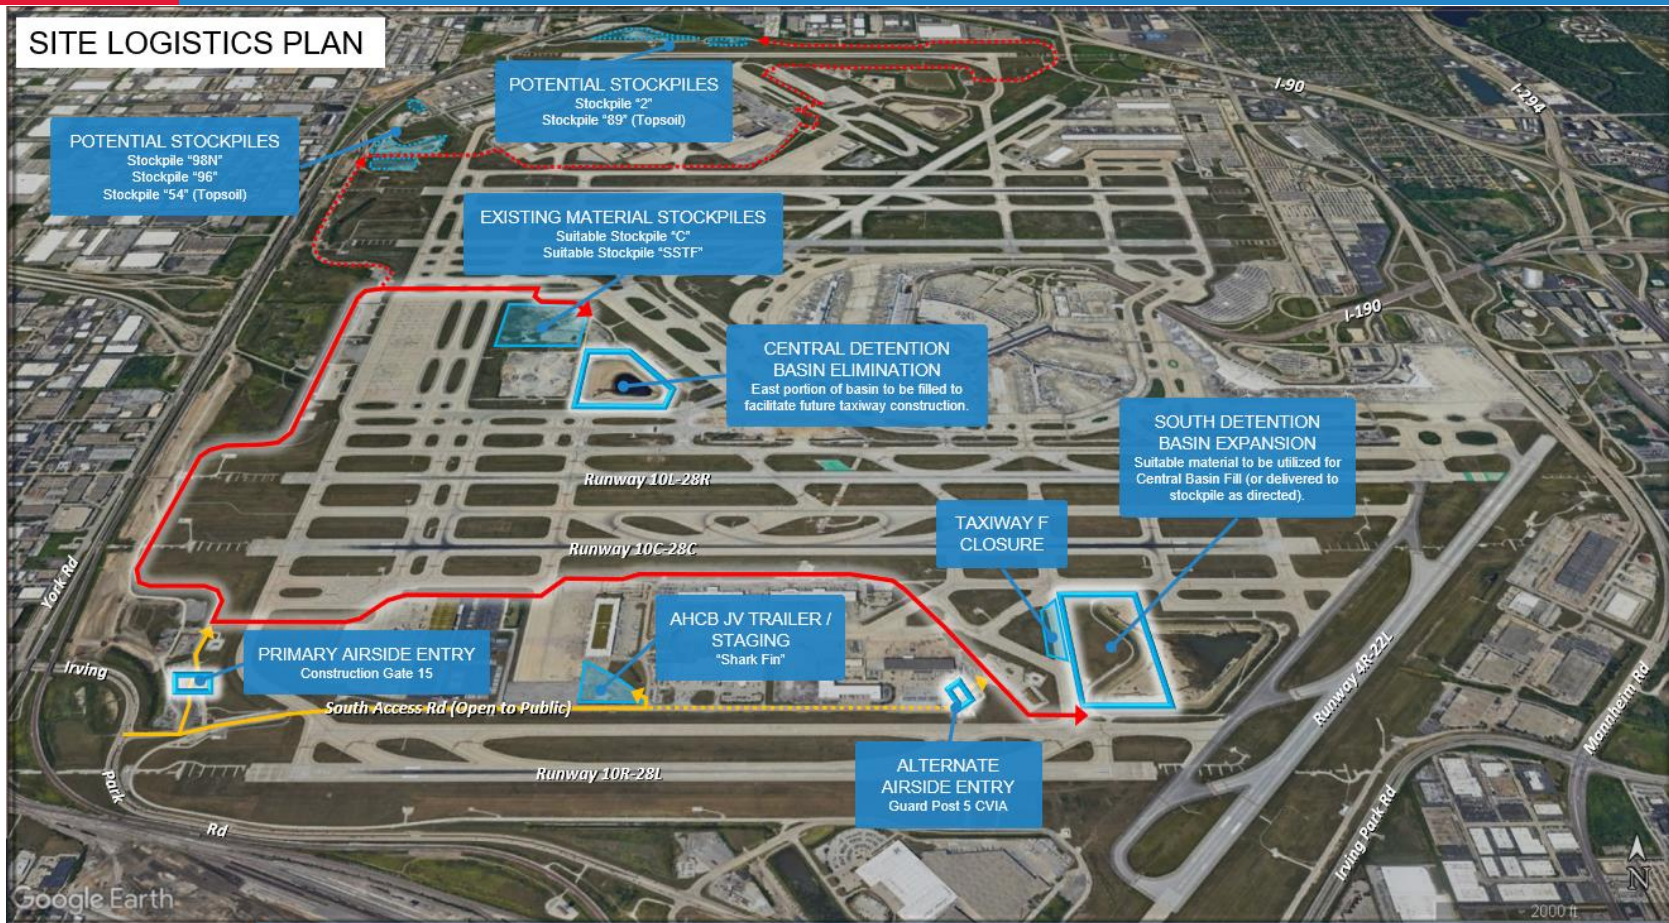 SITE LOGISTICS PLAN
POTENTIAL STOCKPILES
Stockpile "2"
Stockpile "89" (Topsoil)
I-90
I-294
POTENTIAL STOCKPILES
Stockpile "98N"
Stockpile "96"
Stockpile "54" (Topsoil)
EXISTING MATERIAL STOCKPILES
Suitable Stockpile "C"
Suitable Stockpile "SSTF"
I-190
CENTRAL DETENTION
BASIN ELIMINATION
East portion of basin to be filled to
facilitate future taxiway construction.
SOUTH DETENTION
BASIN EXPANSION
Suitable material to be utilized for
Central Basin Fill (or delivered to
stockpile as directed).
Runway 10L-28R
TAXIWAY F
CLOSURE
Runway 10C-28C
York Rd
AHCB JV TRAILER /
STAGING
"Shark Fin"
PRIMARY AIRSIDE ENTRY
Construction Gate 15
Irving
Park
Rd
South Access Rd (Open to Public)
Runway 4R-22L
Mannheim Rd
Runway 10R-28L
ALTERNATE
AIRSIDE ENTRY
Guard Post 5 CVIA
Irving Park Rd
N
Google Earth
2000 ft